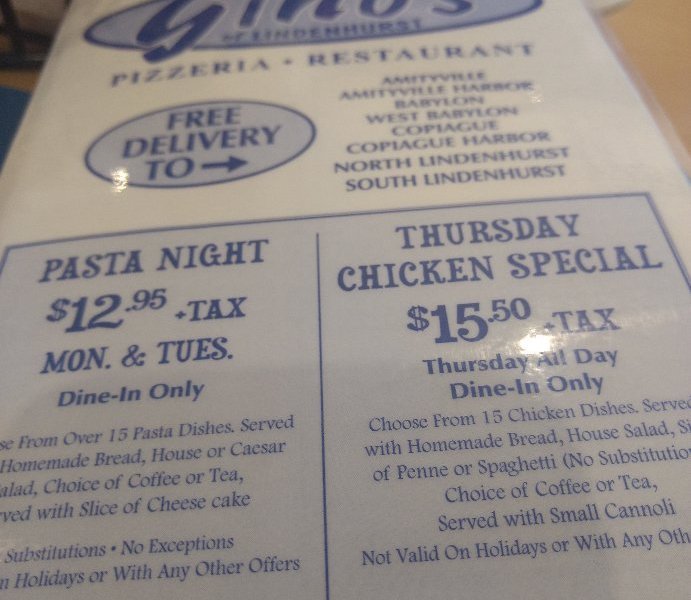 Gino's
OF LINDENHURST
PIZZERIA • RESTAURANT
FREE
DELIVERY
TO
AMITYVILLE
AMITYVILLE HARBOR
BABYLON
WEST BABYLON
COPIAGUE
COPIAGUE HARBOR
NORTH LINDENHURST
SOUTH LINDENHURST
PASTA NIGHT
$12.95 +TAX
MON. & TUES.
Dine-In Only
se From Over 15 Pasta Dishes. Served
Homemade Bread, House or Caesar
alad, Choice of Coffee or Tea,
rved with Slice of Cheese cake
Substitutions • No Exceptions
n Holidays or With Any Other Offers
THURSDAY
CHICKEN SPECIAL
$15.50 +TAX
Thursday All Day
Dine-In Only
Choose From 15 Chicken Dishes. Served
with Homemade Bread, House Salad, Si
of Penne or Spaghetti (No Substitution
Choice of Coffee or Tea,
Served with Small Cannoli
Not Valid On Holidays or With Any Oth